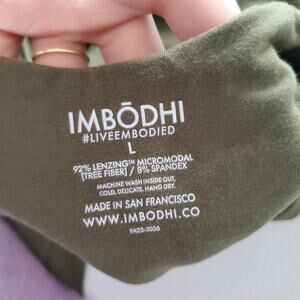 IMBŌDHI
#LIVEEMBODIED
L
92% LENZING™ MICROMODAL
[TREE FIBER] / 8% SPANDEX
MACHINE WASH INSIDE OUT,
COLD, DELICATE. HANG DRY.
MADE IN SAN FRANCISCO
WWW.IMBODHI.CO
FA23-3006